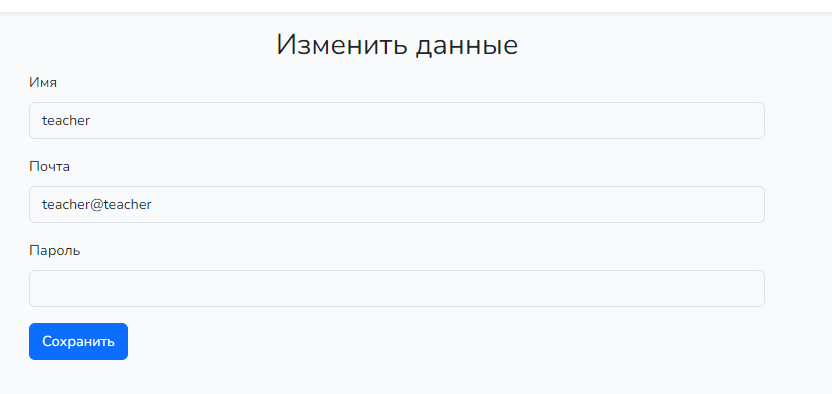 Изменить данные
Имя
teacher
Почта
teacher@teacher
Пароль
Сохранить